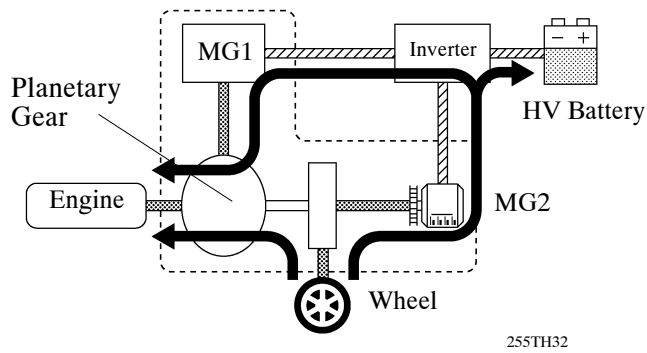 MG1
Inverter
− +
Planetary
Gear
HV Battery
Engine
MG2
Wheel
255TH32